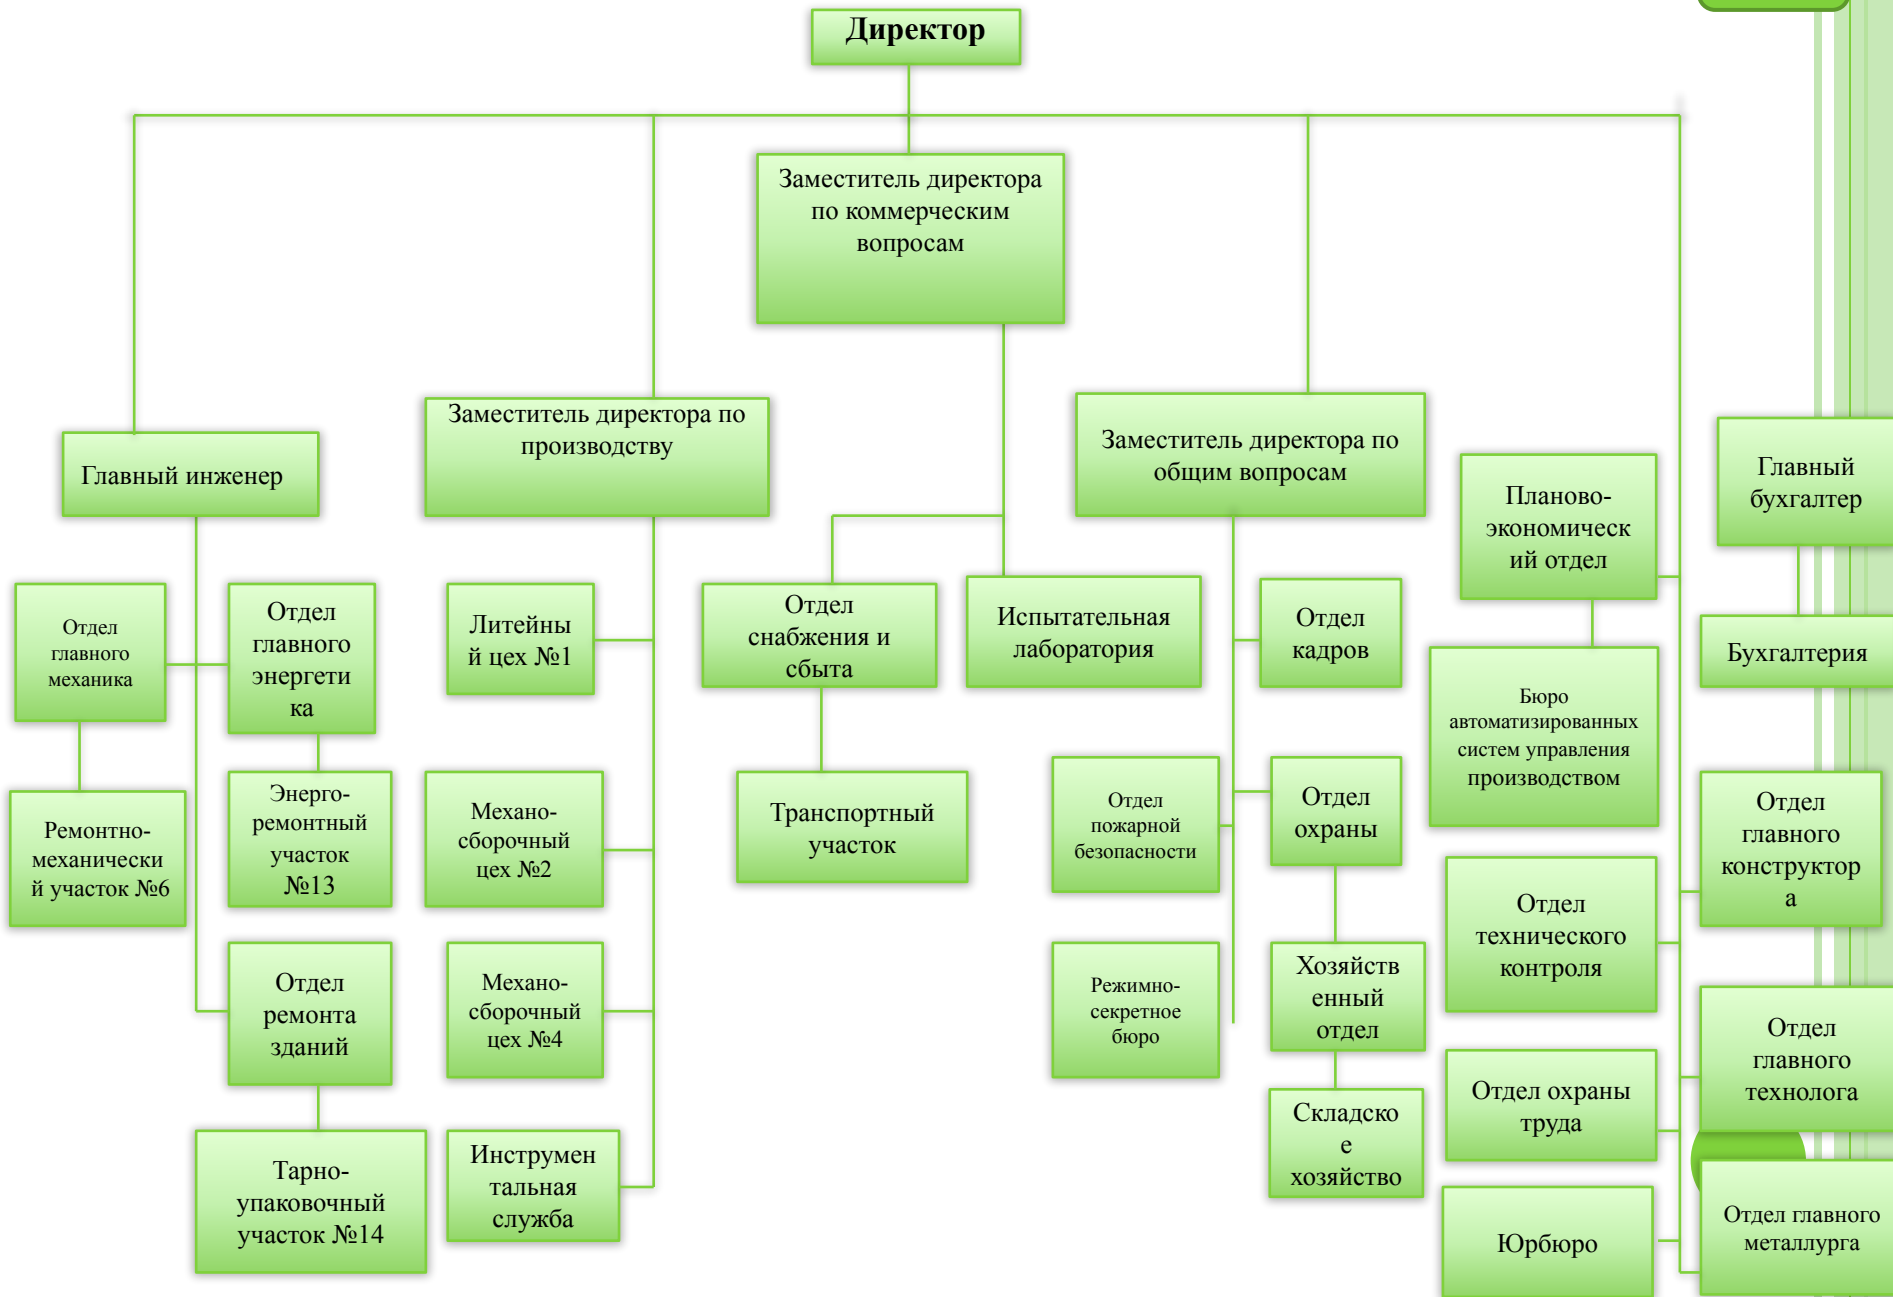 Директор
Заместитель директора
по коммерческим
вопросам
Главный инженер
Заместитель директора по
производству
Заместитель директора по
общим вопросам
Планово-
экономическ
ий отдел
Главный
бухгалтер
Отдел
главного
механика
Отдел
главного
энергети
ка
Литейны
й цех №1
Отдел
снабжения и
сбыта
Испытательная
лаборатория
Отдел
кадров
Бюро
автоматизированных
систем управления
производством
Бухгалтерия
Ремонтно-
механически
й участок №6
Энерго-
ремонтный
участок
№13
Механо-
сборочный
цех №2
Транспортный
участок
Отдел
пожарной
безопасности
Отдел
охраны
Отдел
главного
конструктор
а
Отдел
технического
контроля
Отдел
ремонта
зданий
Механо-
сборочный
цех №4
Режимно-
секретное
бюро
Хозяйств
енный
отдел
Отдел
главного
технолога
Отдел охраны
труда
Тарно-
упаковочный
участок №14
Инструмен
тальная
служба
Складско
е
хозяйство
Юрбюро
Отдел главного
металлурга